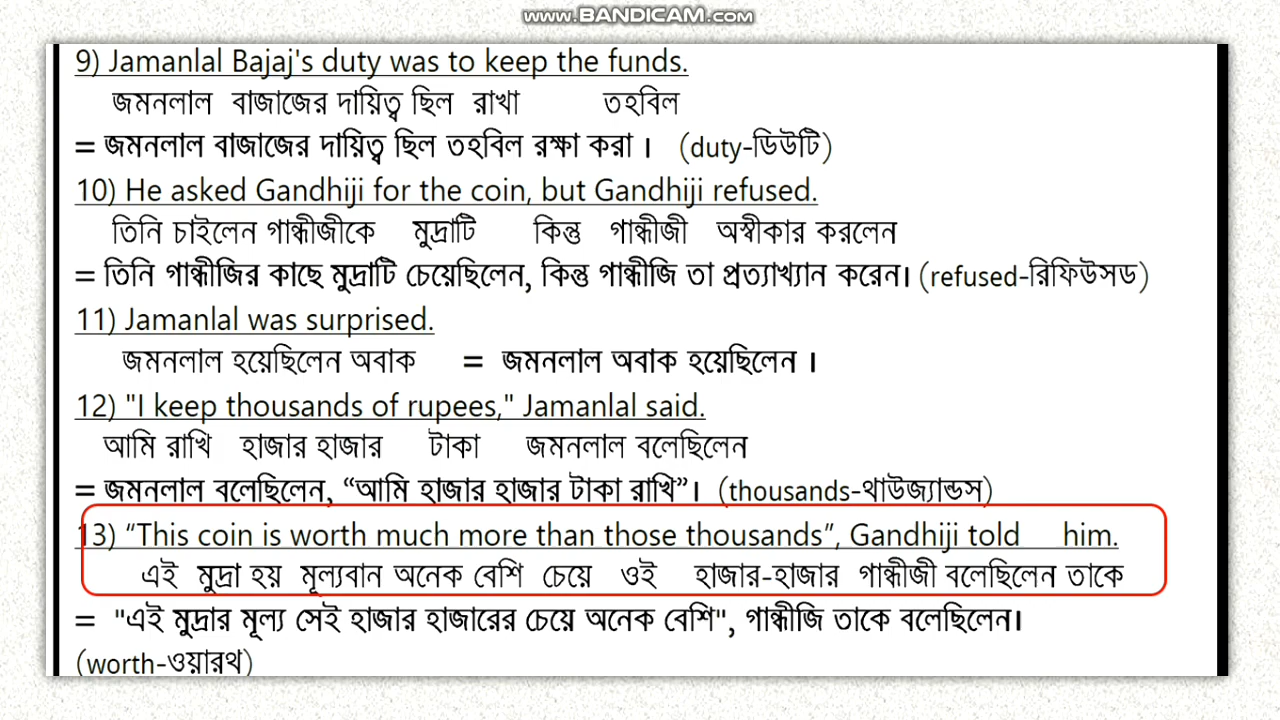 www.BANDICAM.com
9) Jamanlal Bajaj's duty was to keep the funds.
জমনলাল বাজাজের দায়িত্ব ছিল রাখা তহবিল
= জমনলাল বাজাজের দায়িত্ব ছিল তহবিল রক্ষা করা । (duty-ডিউটি)
10) He asked Gandhiji for the coin, but Gandhiji refused.
তিনি চাইলেন গান্ধীজীকে মুদ্রাটি কিন্তু গান্ধীজী অস্বীকার করলেন
= তিনি গান্ধীজির কাছে মুদ্রাটি চেয়েছিলেন, কিন্তু গান্ধীজি তা প্রত্যাখ্যান করেন। (refused-রিফিউসড)
11) Jamanlal was surprised.
জমনলাল হয়েছিলেন অবাক = জমনলাল অবাক হয়েছিলেন ।
12) "I keep thousands of rupees," Jamanlal said.
আমি রাখি হাজার হাজার টাকা জমনলাল বলেছিলেন
= জমনলাল বলেছিলেন, “আমি হাজার হাজার টাকা রাখি”। (thousands-থাউজ্যান্ডস)
13) “This coin is worth much more than those thousands”, Gandhiji told him.
এই মুদ্রা হয় মূল্যবান অনেক বেশি চেয়ে ওই হাজার-হাজার গান্ধীজী বলেছিলেন তাকে
= "এই মুদ্রার মূল্য সেই হাজার হাজারের চেয়ে অনেক বেশি", গান্ধীজি তাকে বলেছিলেন।
(worth-ওয়ারথ)